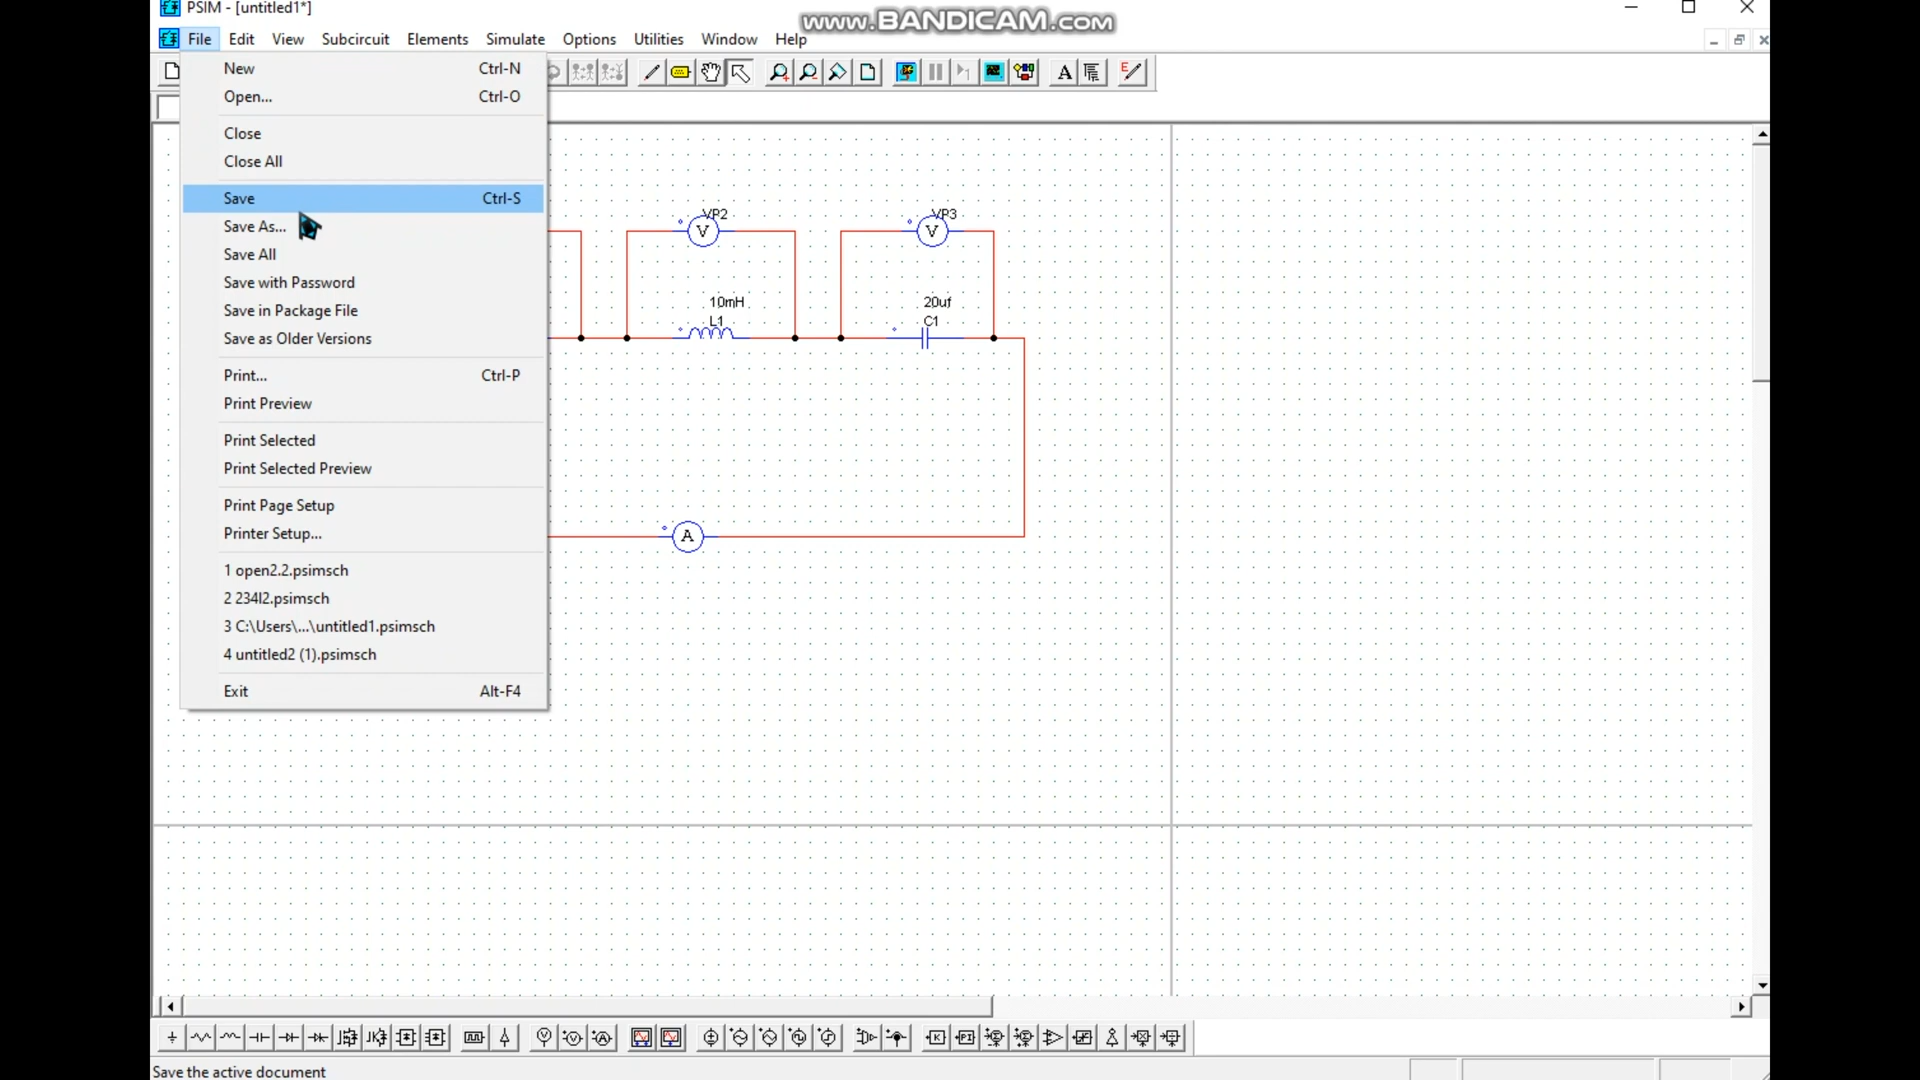 PSIM - [untitled1*]
www.BANDICAM.com
File Edit View Subcircuit Elements Simulate Options Utilities Window Help
New Ctrl-N
Open... Ctrl-O
Close
Close All
Save Ctrl-S
Save As...
Save All
Save with Password
Save in Package File
Save as Older Versions
Print... Ctrl-P
Print Preview
Print Selected
Print Selected Preview
Print Page Setup
Printer Setup...
1 open2.2.psimsch
2 234l2.psimsch
3 C:\Users\...\untitled1.psimsch
4 untitled2 (1).psimsch
Exit Alt-F4
VP2
V
VP3
V
10mH
L1
20uf
C1
A
Save the active document